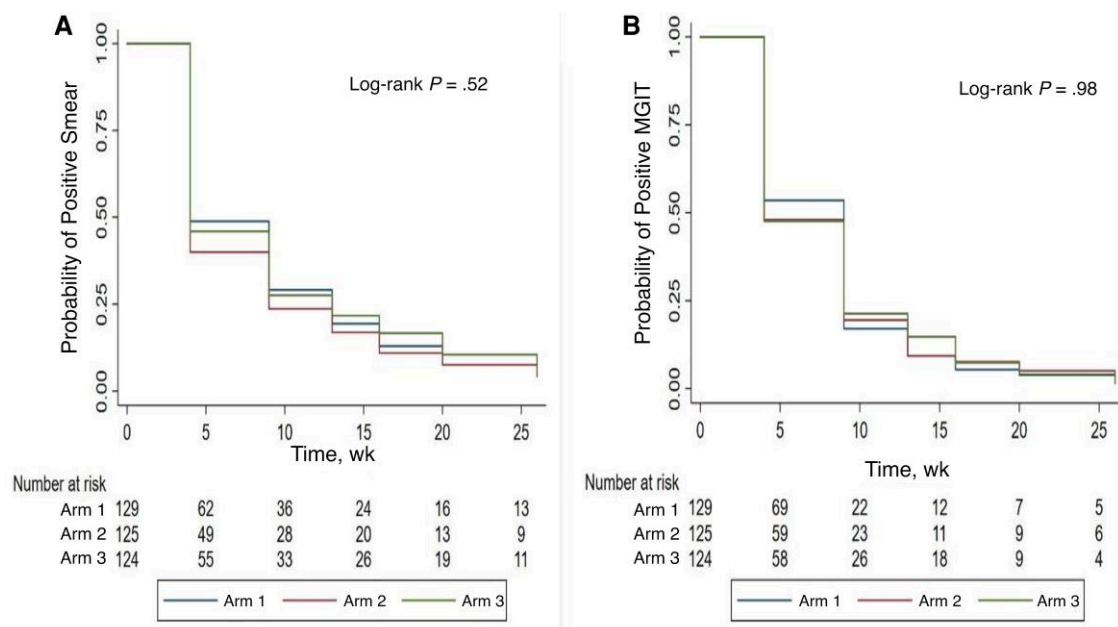 A
Log-rank P = .52
Probability of Positive Smear
1.00
0.75
0.50
0.25
0.00
0 5 10 15 20 25
Time, wk
Number at risk
Arm 1 129 62 36 24 16 13
Arm 2 125 49 28 20 13 9
Arm 3 124 55 33 26 19 11
Arm 1 Arm 2 Arm 3
B
Log-rank P = .98
Probability of Positive MGIT
1.00
0.75
0.50
0.25
0.00
0 5 10 15 20 25
Time, wk
Number at risk
Arm 1 129 69 22 12 7 5
Arm 2 125 59 23 11 9 6
Arm 3 124 58 26 18 9 4
Arm 1 Arm 2 Arm 3